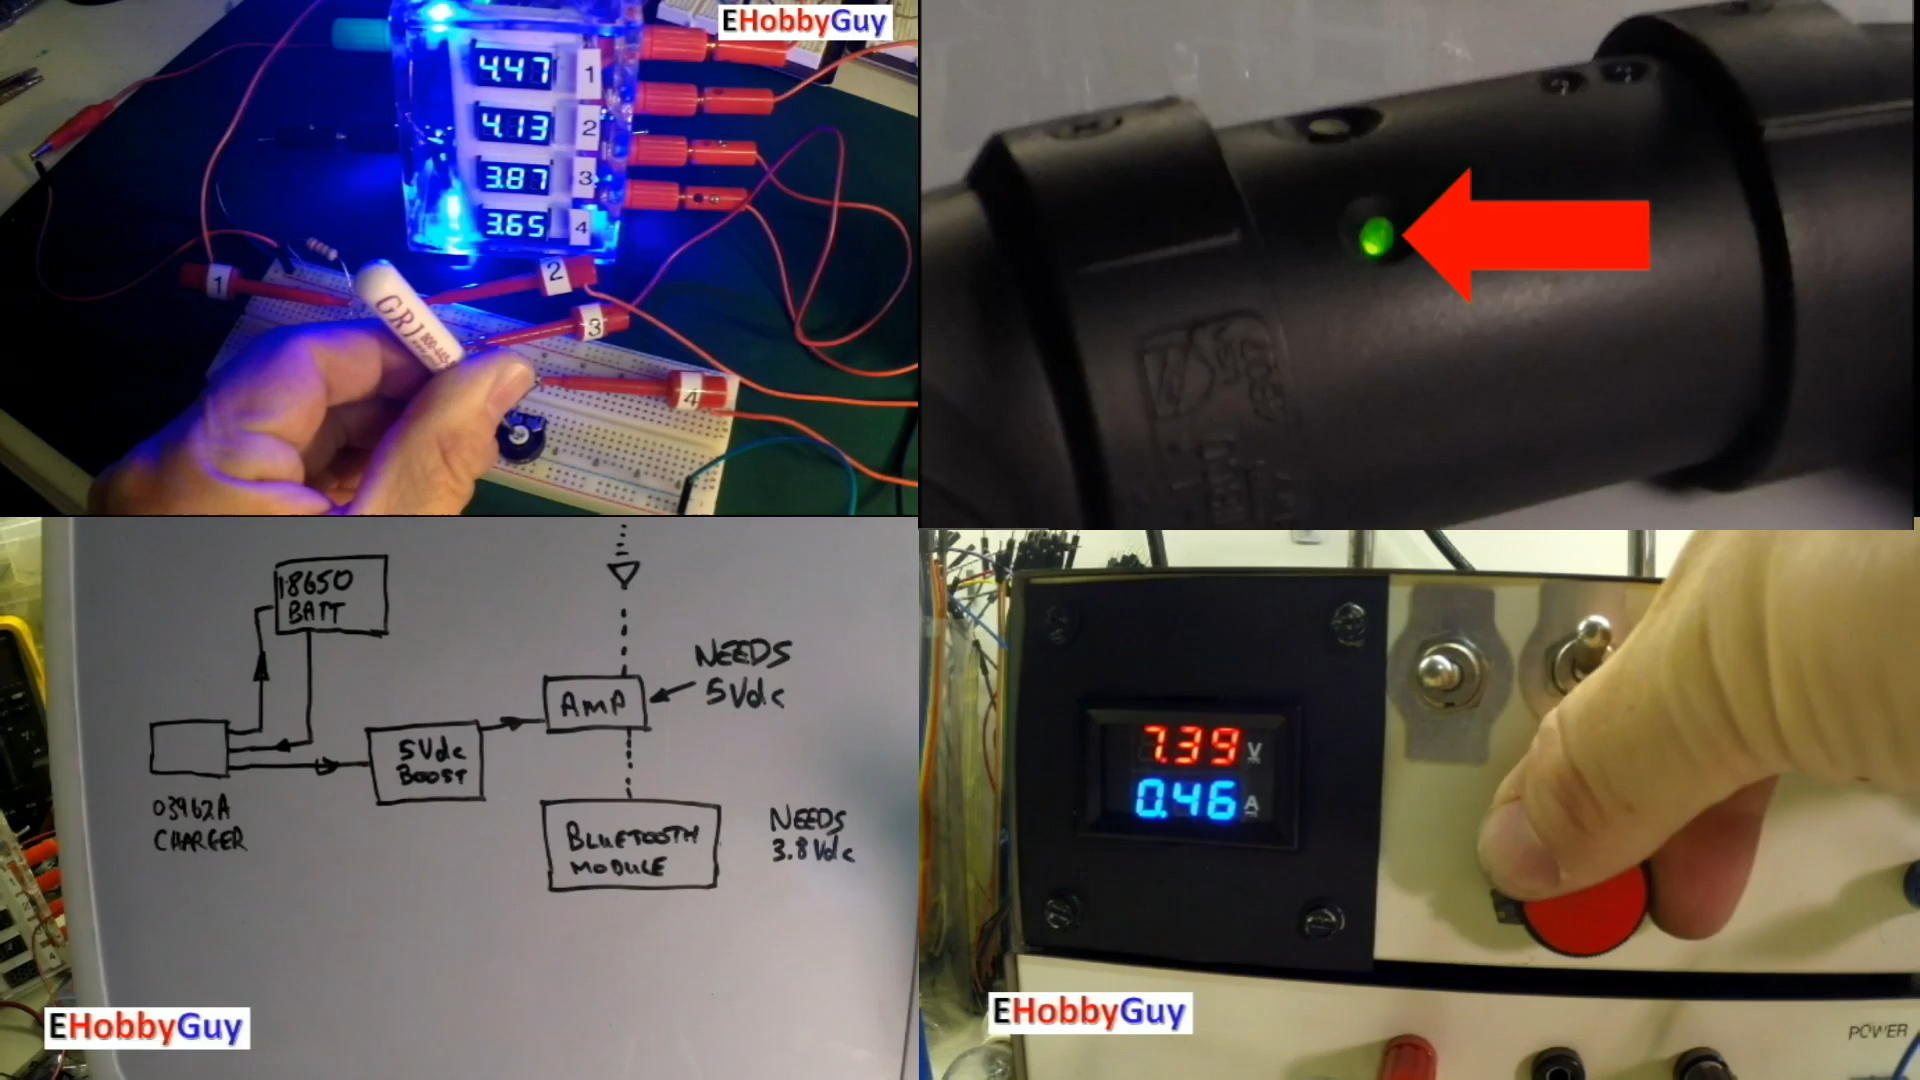 EHobbyGuy
4.47
1
4.13
2
3.87
3
3.65
4
1
2
3
4
GRI
18650
BATT
NEEDS
5Vdc
AMP
5Vdc
BOOST
03962A
CHARGER
BLUETOOTH
MODULE
NEEDS
3.8Vdc
EHobbyGuy
7.39 V
0.46 A
EHobbyGuy
POWER